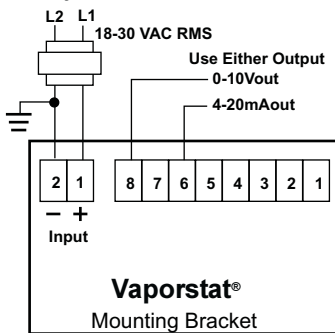 L2 L1
18-30 VAC RMS
Use Either Output
0-10Vout
4-20mAout
2 1 8 7 6 5 4 3 2 1
− +
Input
Vaporstat®
Mounting Bracket